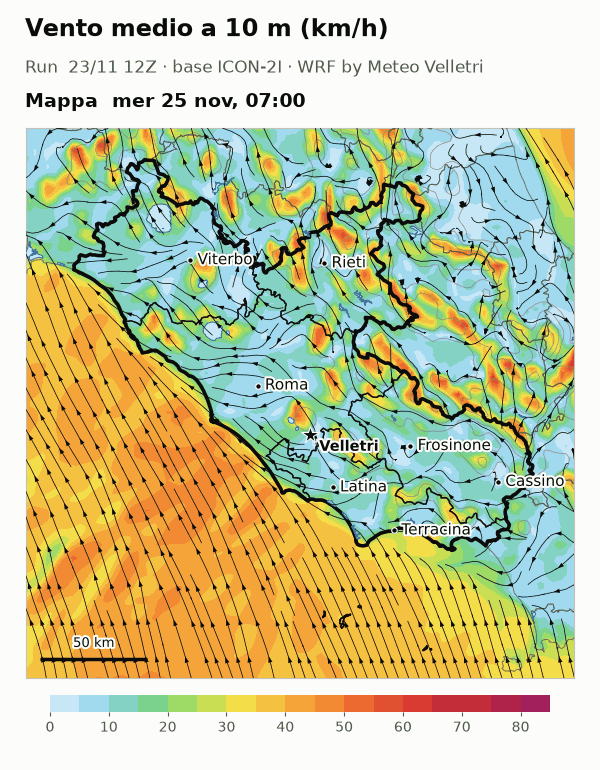 Vento medio a 10 m (km/h)
Run  23/11 12Z · base ICON-2I · WRF by Meteo Velletri
Mappa  mer 25 nov, 07:00
Viterbo
Rieti
Roma
Velletri
Frosinone
Cassino
Latina
Terracina
50 km
0 10 20 30 40 50 60 70 80